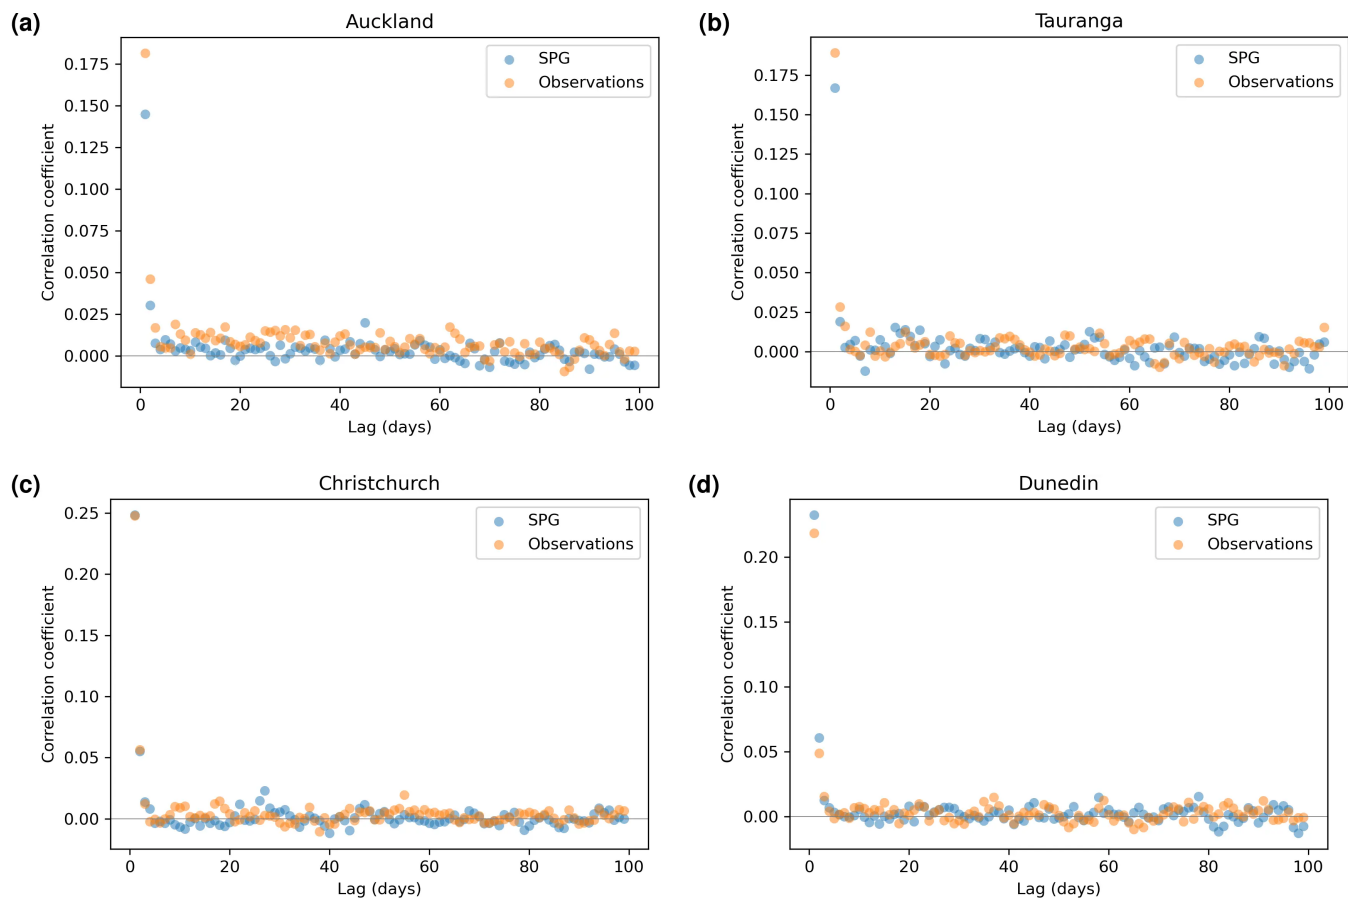 (a)
Auckland
SPG
Observations
Correlation coefficient
0.175
0.150
0.125
0.100
0.075
0.050
0.025
0.000
0 20 40 60 80 100
Lag (days)
(b)
Tauranga
SPG
Observations
Correlation coefficient
0.175
0.150
0.125
0.100
0.075
0.050
0.025
0.000
0 20 40 60 80 100
Lag (days)
(c)
Christchurch
SPG
Observations
Correlation coefficient
0.25
0.20
0.15
0.10
0.05
0.00
0 20 40 60 80 100
Lag (days)
(d)
Dunedin
SPG
Observations
Correlation coefficient
0.20
0.15
0.10
0.05
0.00
0 20 40 60 80 100
Lag (days)